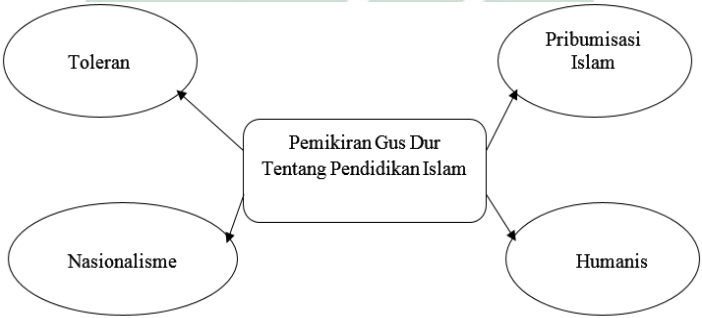 Toleran
Pribumisasi
Islam
Pemikiran Gus Dur
Tentang Pendidikan Islam
Nasionalisme
Humanis